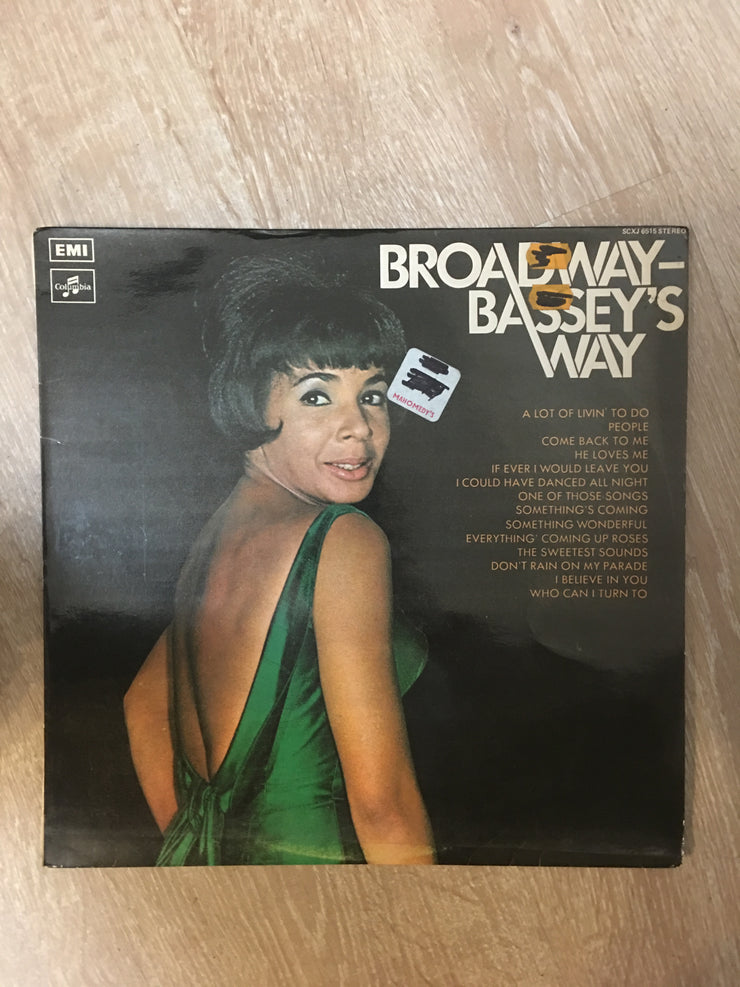 EMI
Columbia
SCXJ 6515 STEREO
BROADWAY–
BASSEY'S
WAY
MAHOMEDY'S
A LOT OF LIVIN' TO DO
PEOPLE
COME BACK TO ME
HE LOVES ME
IF EVER I WOULD LEAVE YOU
I COULD HAVE DANCED ALL NIGHT
ONE OF THOSE SONGS
SOMETHING'S COMING
SOMETHING WONDERFUL
EVERYTHING' COMING UP ROSES
THE SWEETEST SOUNDS
DON'T RAIN ON MY PARADE
I BELIEVE IN YOU
WHO CAN I TURN TO